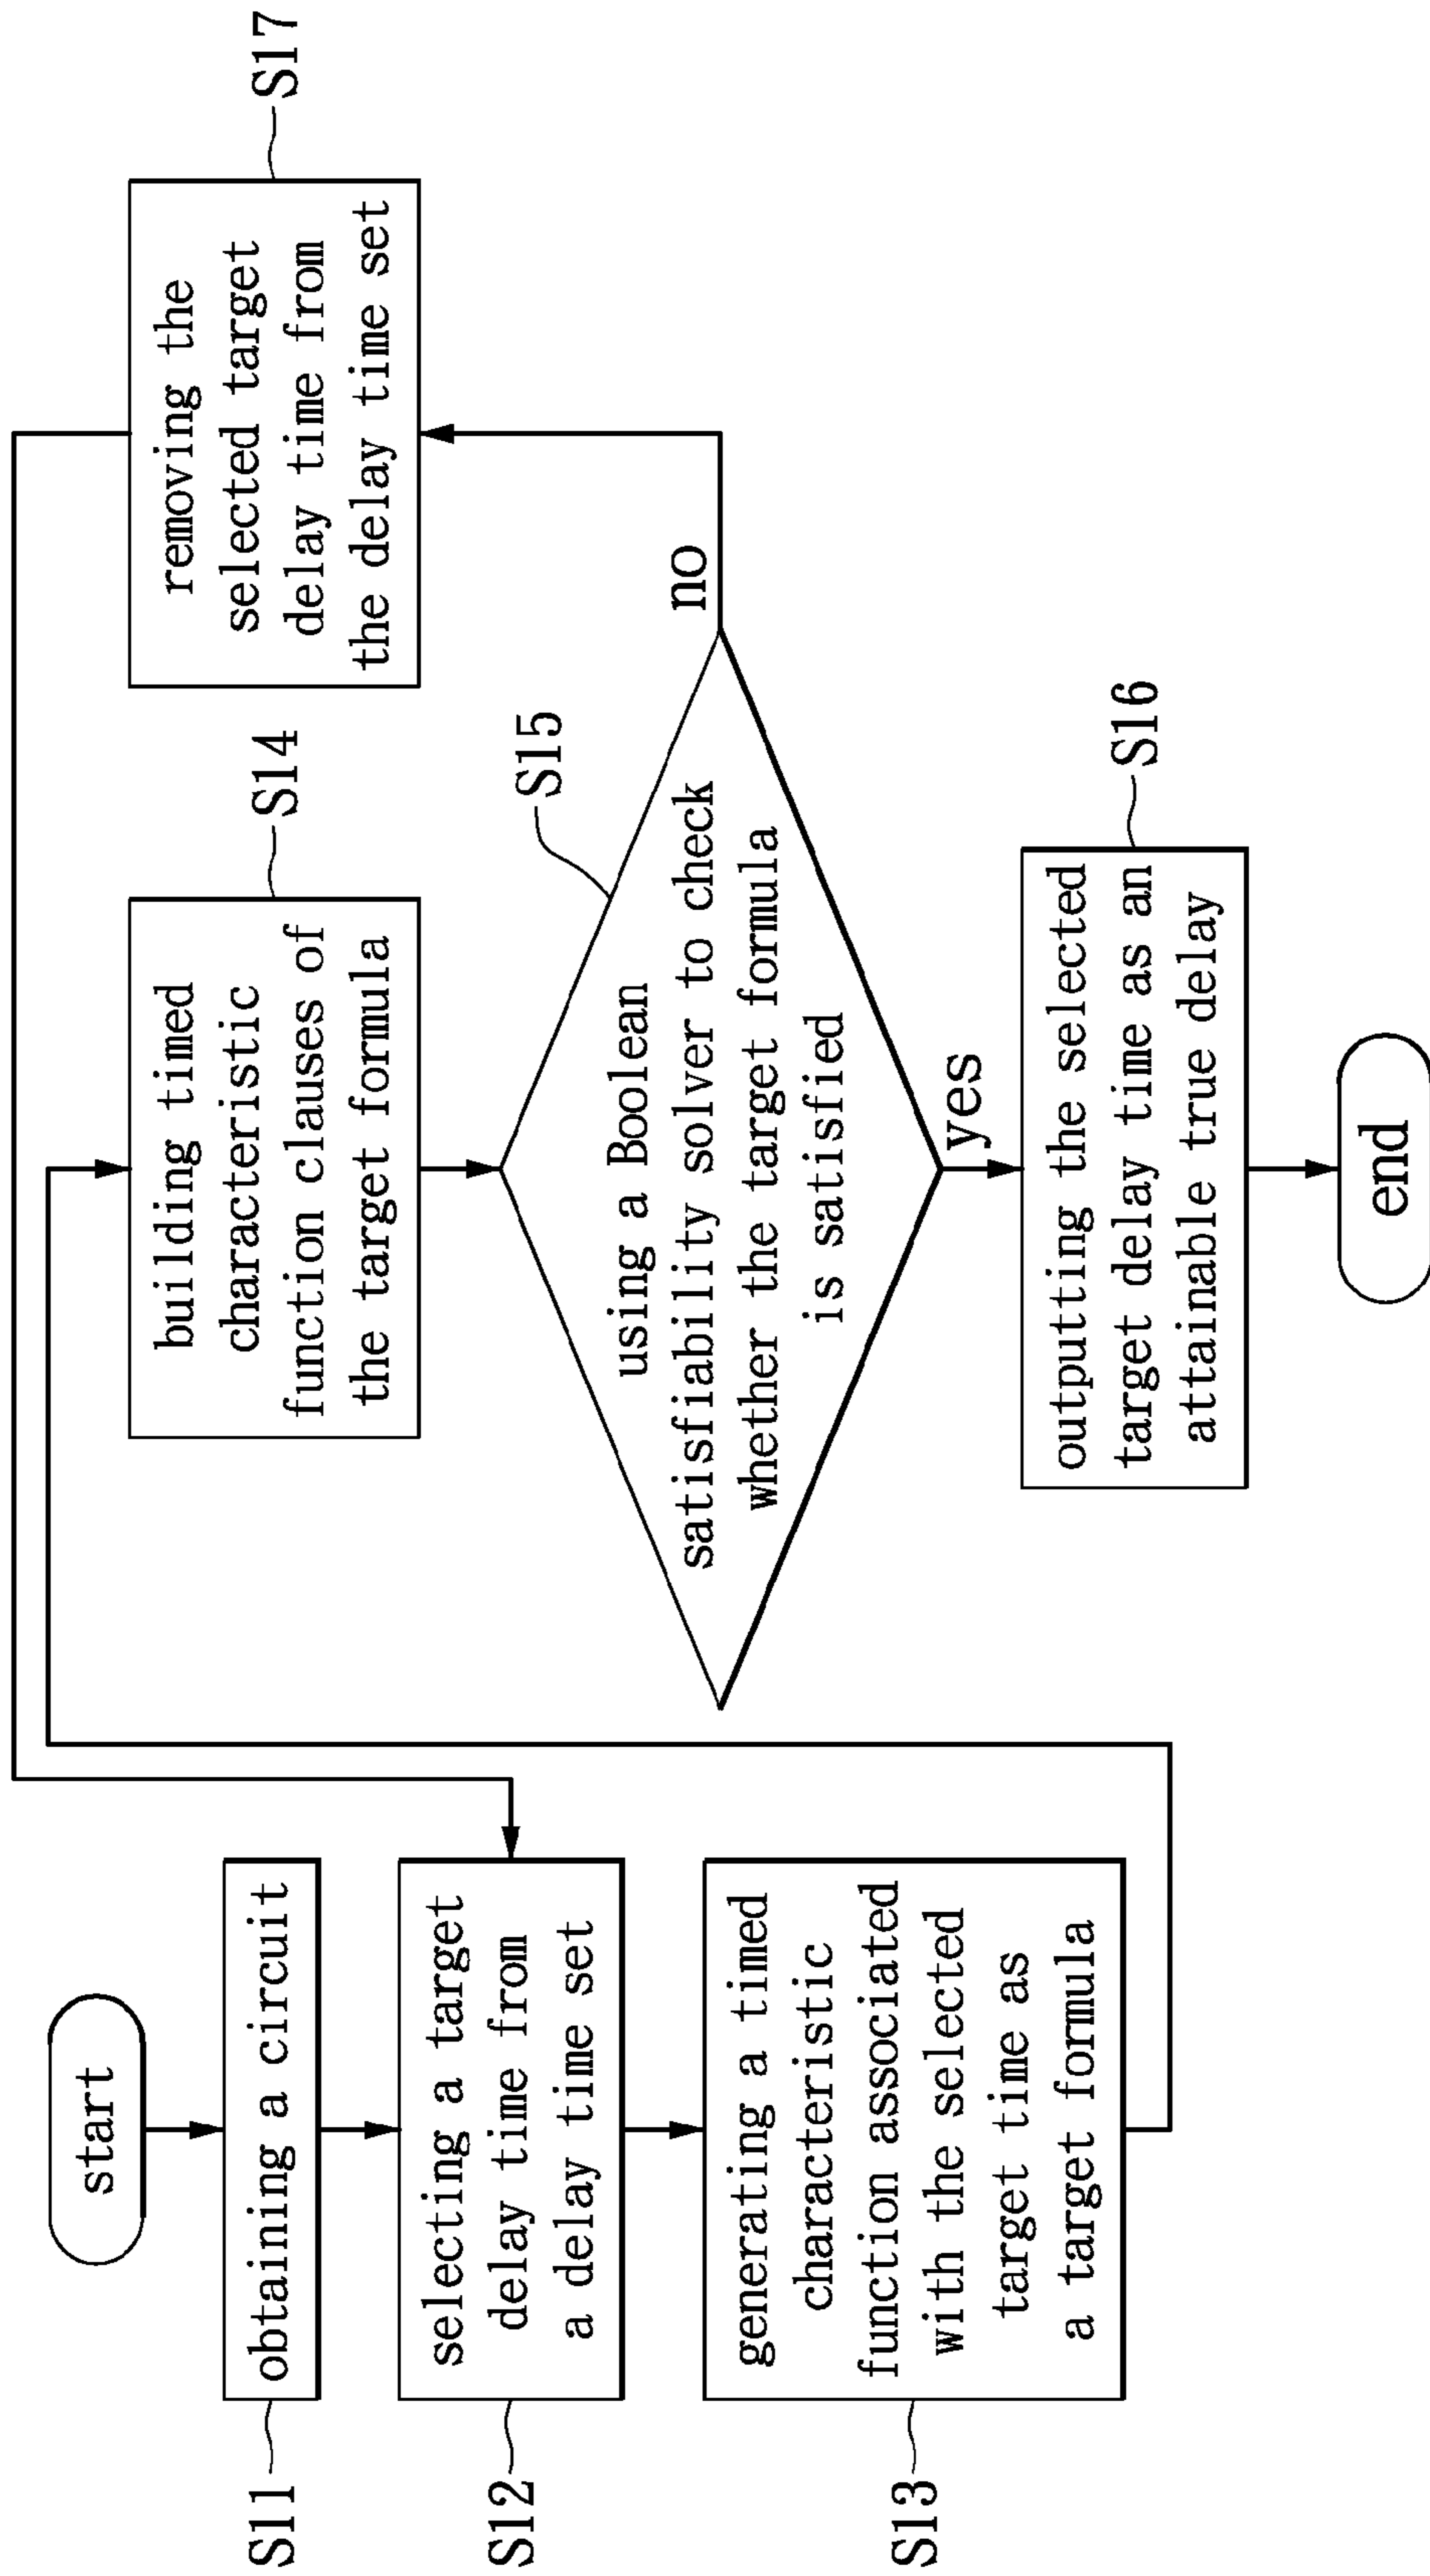 start
obtaining a circuit
S11
selecting a target
delay time from
a delay time set
S12
generating a timed
characteristic
function associated
with the selected
target time as
a target formula
S13
building timed
characteristic
function clauses of
the target formula
S14
using a Boolean
satisfiability solver to check
whether the target formula
is satisfied
S15
yes
no
outputting the selected
target delay time as an
attainable true delay
S16
end
removing the
selected target
delay time from
the delay time set
S17